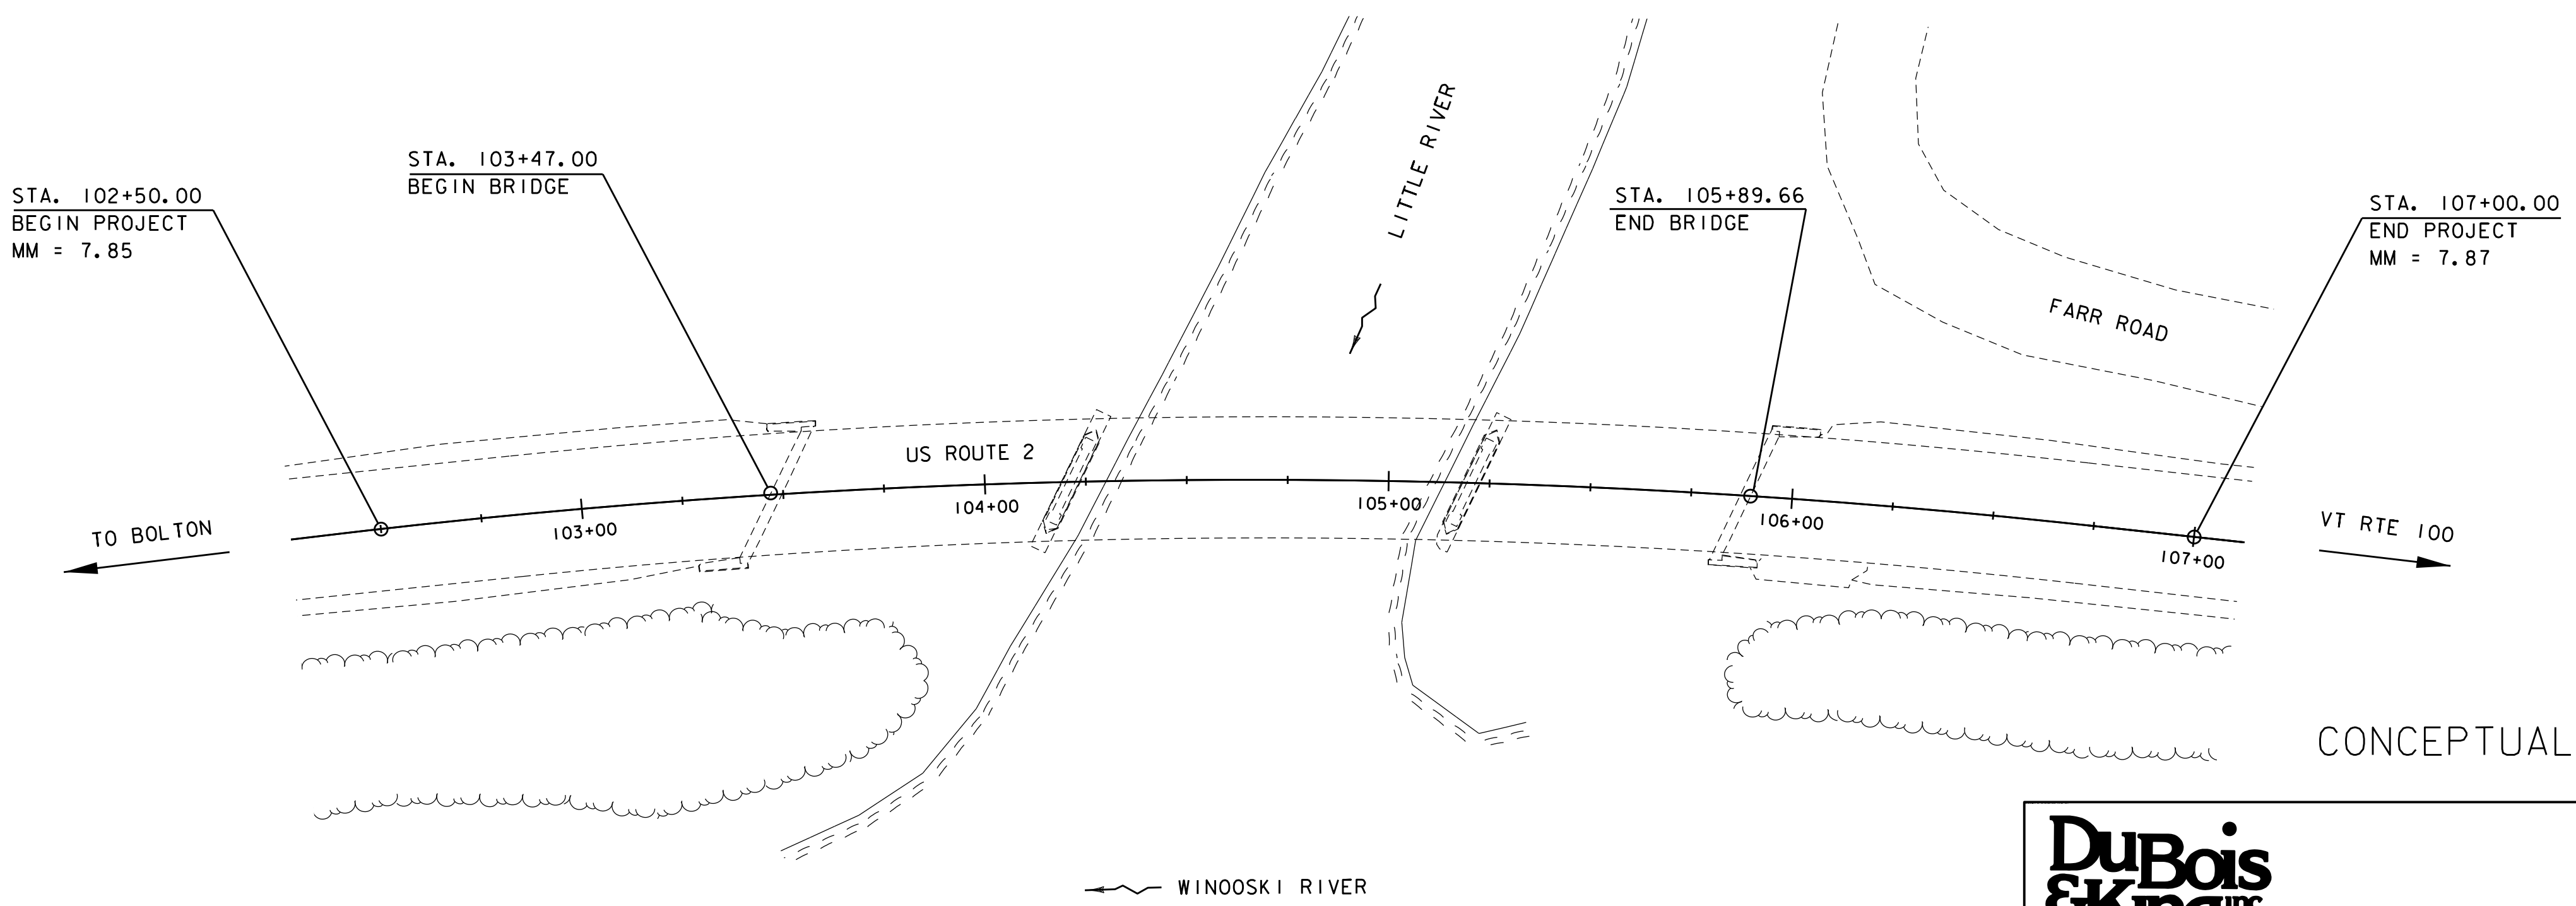 STA. 102+50.00
BEGIN PROJECT
MM = 7.85
STA. 103+47.00
BEGIN BRIDGE
LITTLE RIVER
STA. 105+89.66
END BRIDGE
STA. 107+00.00
END PROJECT
MM = 7.87
FARR ROAD
US ROUTE 2
TO BOLTON
103+00
104+00
105+00
106+00
107+00
VT RTE 100
CONCEPTUAL
WINOOSKI RIVER
DuBois
&King inc